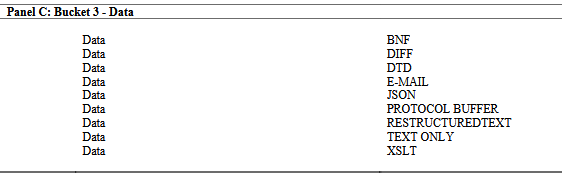 Panel C: Bucket 3 - Data
Data BNF
Data DIFF
Data DTD
Data E-MAIL
Data JSON
Data PROTOCOL BUFFER
Data RESTRUCTUREDTEXT
Data TEXT ONLY
Data XSLT